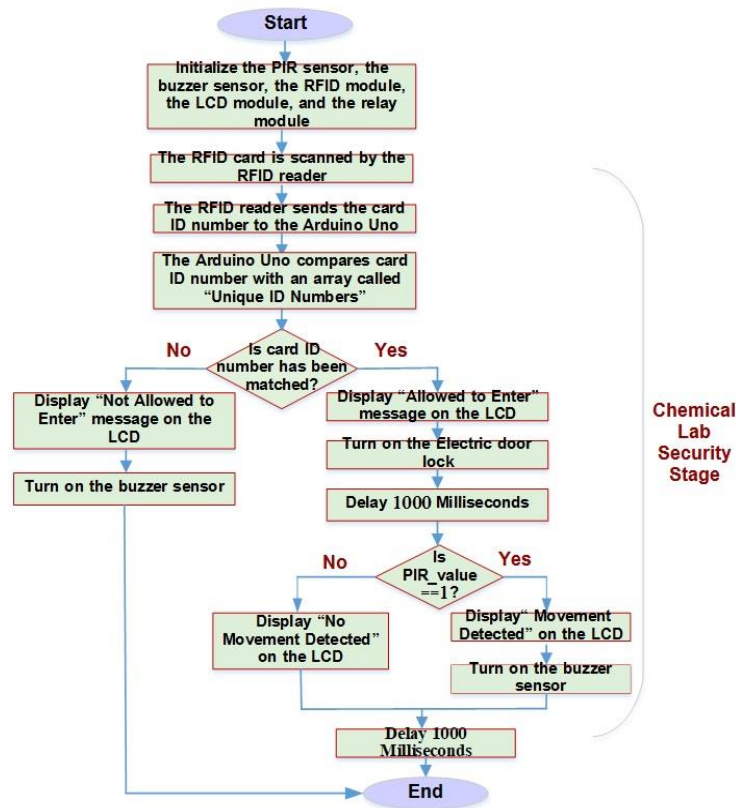 Start
Initialize the PIR sensor, the
buzzer sensor, the RFID module,
the LCD module, and the relay
module
The RFID card is scanned by the
RFID reader
The RFID reader sends the card
ID number to the Arduino Uno
The Arduino Uno compares card
ID number with an array called
“Unique ID Numbers”
No
Is card ID
number has been
matched?
Yes
Display “Not Allowed to
Enter” message on the
LCD
Turn on the buzzer sensor
Display “Allowed to Enter”
message on the LCD
Turn on the Electric door
lock
Delay 1000 Milliseconds
No
Is
PIR_value
==1?
Yes
Display “No
Movement Detected”
on the LCD
Display“ Movement
Detected” on the LCD
Turn on the buzzer
sensor
Delay 1000
Milliseconds
End
Chemical
Lab
Security
Stage